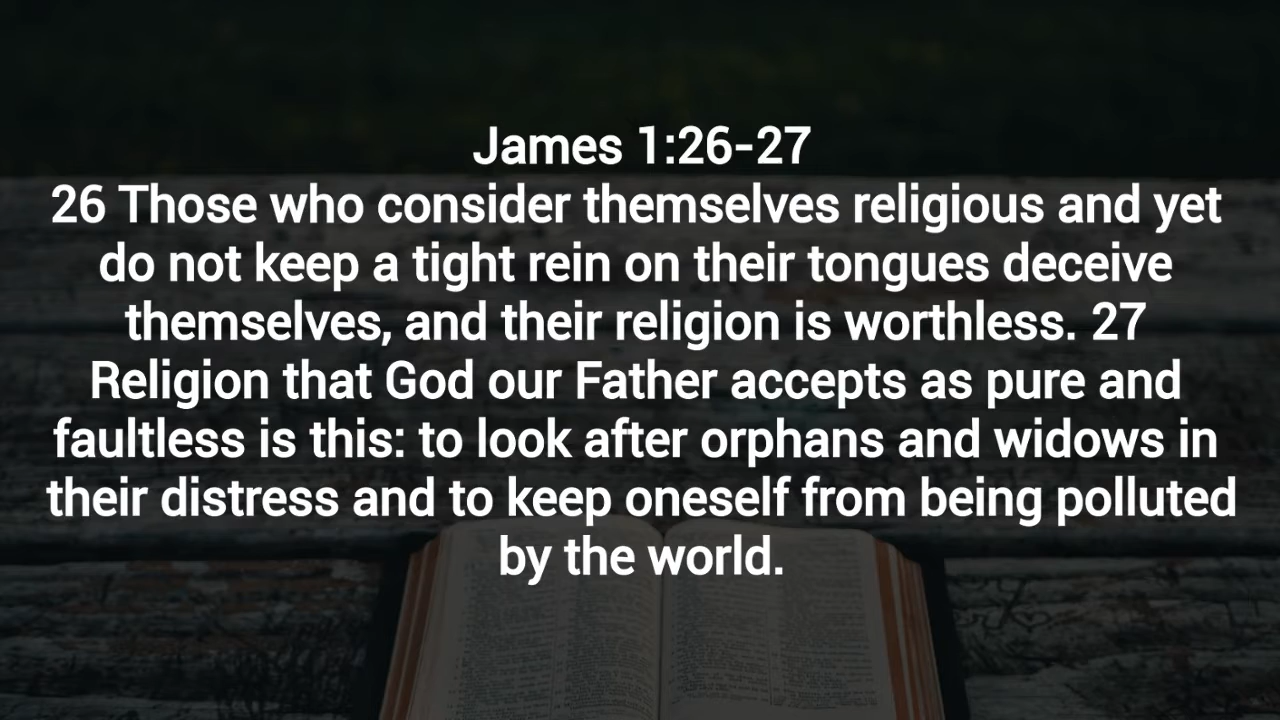 James 1:26-27
26 Those who consider themselves religious and yet
do not keep a tight rein on their tongues deceive
themselves, and their religion is worthless. 27
Religion that God our Father accepts as pure and
faultless is this: to look after orphans and widows in
their distress and to keep oneself from being polluted
by the world.